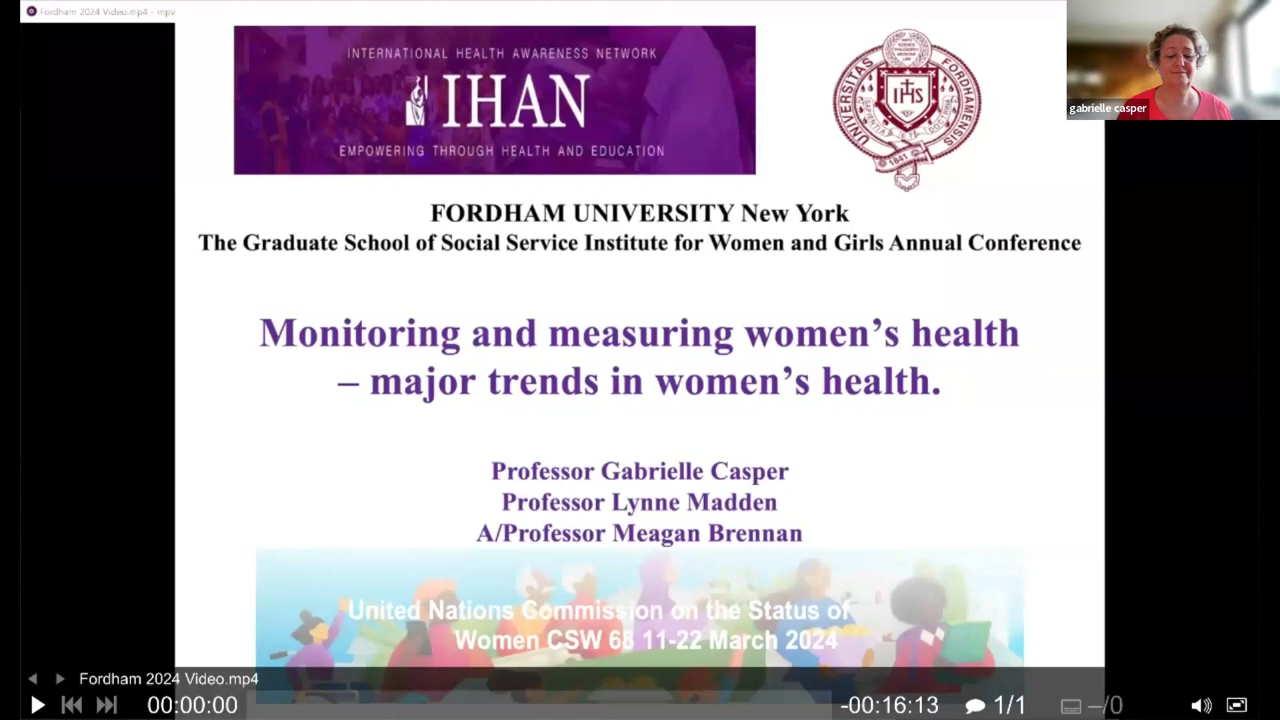 Fordham 2024 Video.mp4 - mpv
INTERNATIONAL HEALTH AWARENESS NETWORK
IHAN
EMPOWERING THROUGH HEALTH AND EDUCATION
UNIVERSITAS FORDHAMENSIS
IHS
1841
gabrielle casper
FORDHAM UNIVERSITY New York
The Graduate School of Social Service Institute for Women and Girls Annual Conference
Monitoring and measuring women’s health
– major trends in women’s health.
Professor Gabrielle Casper
Professor Lynne Madden
A/Professor Meagan Brennan
United Nations Commission on the Status of
Women CSW 68 11-22 March 2024
Fordham 2024 Video.mp4
00:00:00
-00:16:13
1/1
–/0